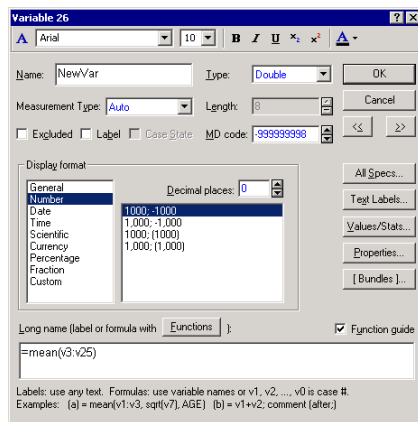 Variable 26 ? ×
A Arial 10 B I U x₂ x² A
Name: NewVar Type: Double OK
Measurement Type: Auto Length: 8 Cancel
Excluded Label Case State MD code: -999999998 << >>
Display format
General
Number
Date
Time
Scientific
Currency
Percentage
Fraction
Custom
Decimal places: 0
1000; -1000
1,000; -1,000
1000; (1000)
1,000; (1,000)
All Specs...
Text Labels...
Values/Stats...
Properties...
[ Bundles ]...
Long name (label or formula with Functions ): Function guide
=mean(v3:v25)
Labels: use any text. Formulas: use variable names or v1, v2, ..., v0 is case #.
Examples: (a) = mean(v1:v3, sqrt(v7), AGE) (b) = v1+v2; comment (after;)